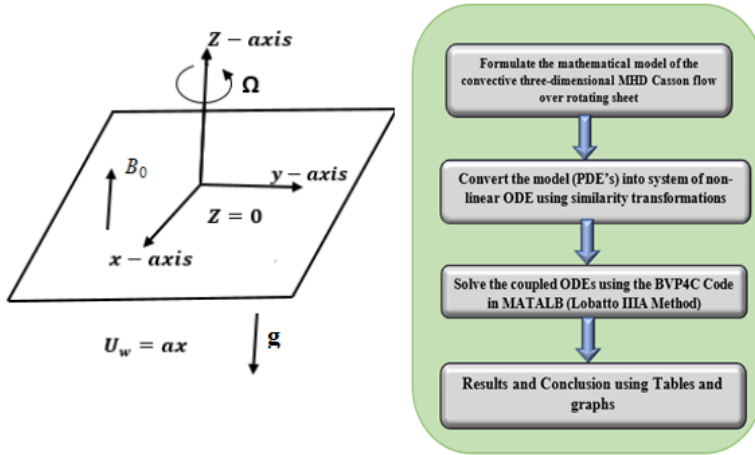 Z − axis
Ω
B₀
y − axis
Z = 0
x − axis
U_w = ax
g
Formulate the mathematical model of the
convective three-dimensional MHD Casson flow
over rotating sheet
Convert the model (PDE's) into system of non-
linear ODE using similarity transformations
Solve the coupled ODEs using the BVP4C Code
in MATALB (Lobatto IIIA Method)
Results and Conclusion using Tables and
graphs